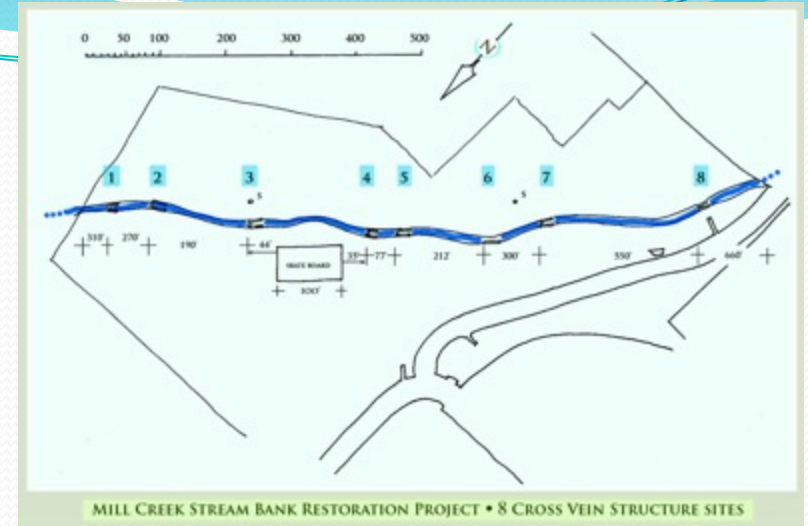 0 50 100 200 300 400 500
N
1 2 3 4 5 6 7 8
S S
310' 270' 190' 44' 35' 77' 212' 300' 550' 660'
SKATE BOARD
100'
MILL CREEK STREAM BANK RESTORATION PROJECT • 8 CROSS VEIN STRUCTURE SITES